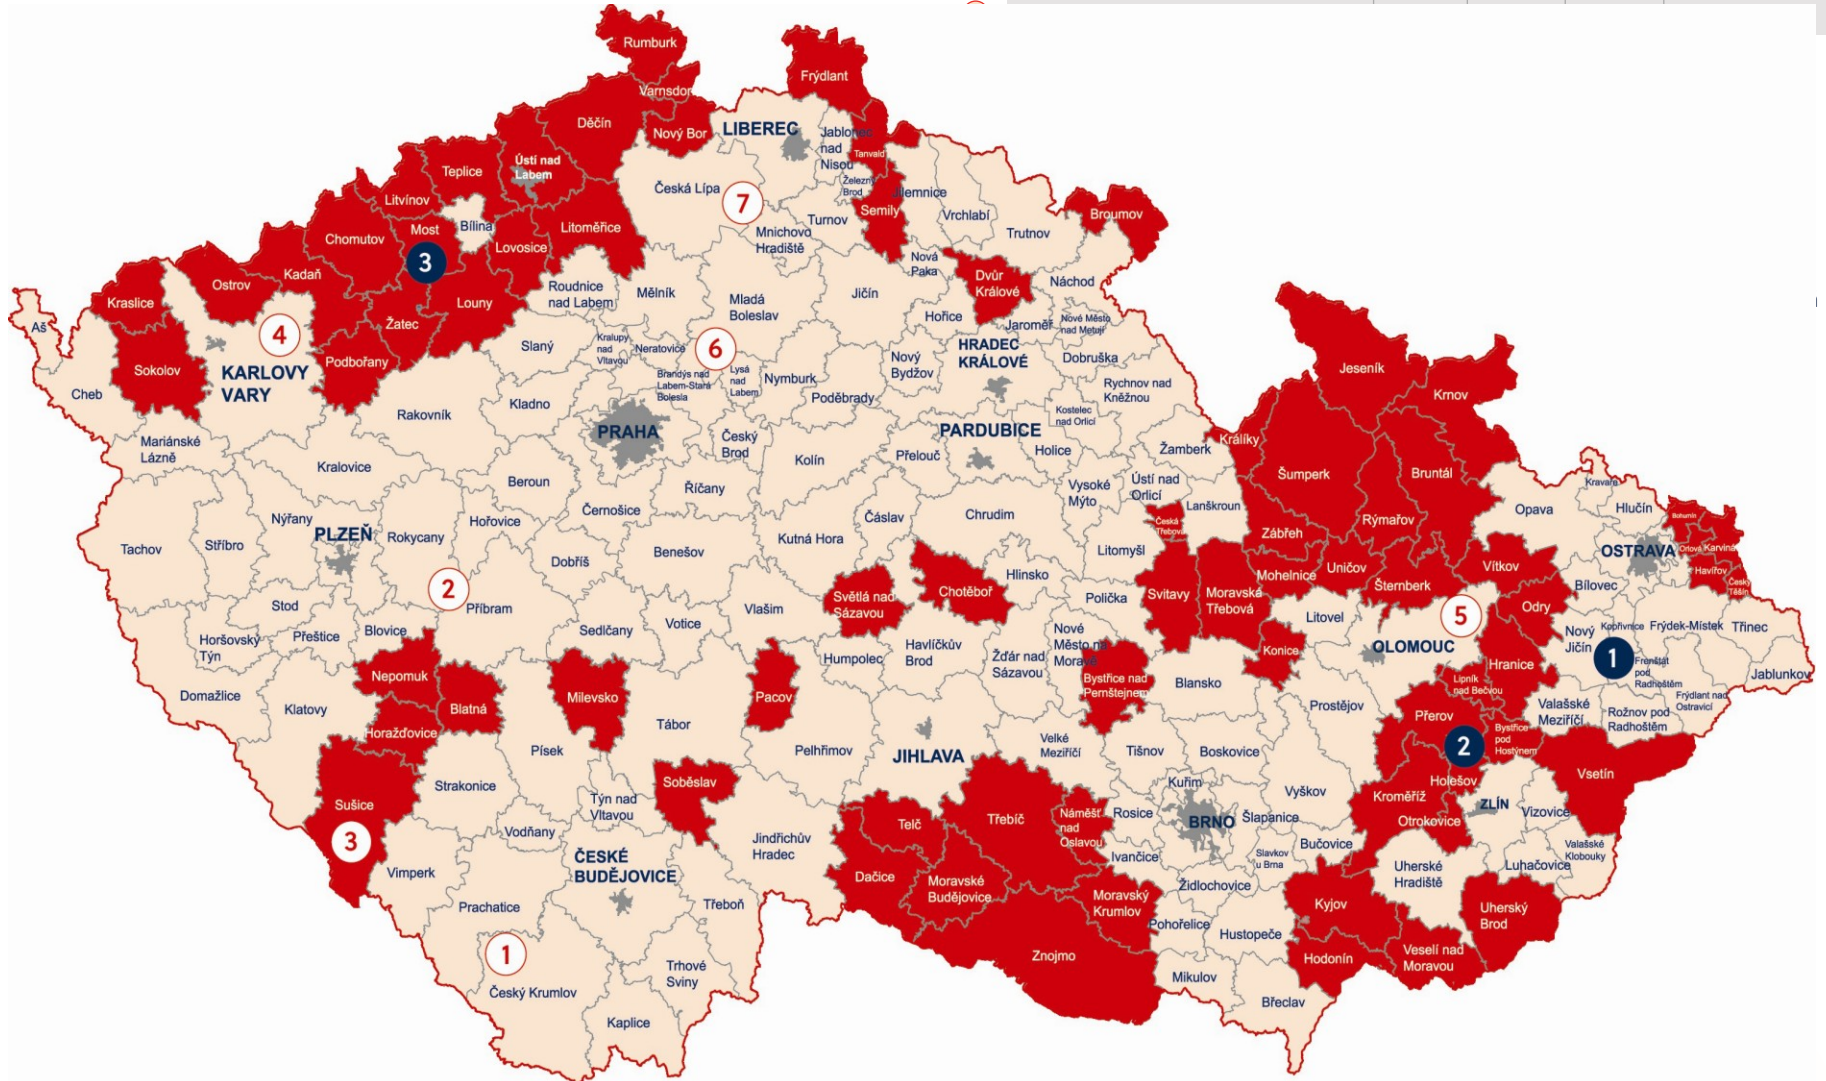 Rumburk
Frýdlant
Varnsdorf
Děčín
Nový Bor
LIBEREC
Jablonec
nad
Nisou
Tanvald
Teplice
Ústí nad
Labem
Česká Lípa
7
Železný
Brod
Jilemnice
Litvínov
Semily
Vrchlabí
Broumov
Turnov
Most
Bílina
Litoměřice
Mnichovo
Hradiště
Trutnov
Chomutov
Lovosice
3
Nová
Paka
Kadaň
Ostrov
Roudnice
nad Labem
Mělník
Mladá
Boleslav
Jičín
Dvůr
Králové
Náchod
Kraslice
Louny
Aš
Žatec
Hořice
Jaroměř
Nové Město
nad Metují
4
Slaný
Kralupy
nad
Vltavou
Neratovice
6
HRADEC
KRÁLOVÉ
Dobruška
Sokolov
Podbořany
KARLOVY
VARY
Nový
Bydžov
Brandýs nad
Labem-Stará
Bolesla
Lysá
nad
Labem
Nymburk
Poděbrady
Rychnov nad
Kněžnou
Jeseník
Krnov
Cheb
Rakovník
Kladno
PRAHA
Kostelec
nad Orlicí
PARDUBICE
Mariánské
Lázně
Český
Brod
Kolín
Přelouč
Holice
Žamberk
Králíky
Kralovice
Šumperk
Bruntál
Beroun
Říčany
Vysoké
Mýto
Ústí nad
Orlicí
Kravaře
Nýřany
PLZEŇ
Rokycany
Hořovice
Černošice
Čáslav
Chrudim
Lanškroun
Opava
Hlučín
Rýmařov
Česká
Třebová
Bohumín
Tachov
Stříbro
Kutná Hora
Zábřeh
Benešov
Litomyšl
OSTRAVA
Orlová
Karviná
Dobříš
Havířov
Český
Těšín
2
Hlinsko
Mohelnice
Uničov
Šternberk
Vítkov
Bílovec
Světlá nad
Sázavou
Chotěboř
Polička
Svitavy
Moravská
Třebová
Stod
Příbram
Vlašim
Odry
5
Litovel
Horšovský
Týn
Přeštice
Blovice
Sedlčany
Votice
Nové
Město na
Moravě
Kopřivnice
Frýdek-Místek
Třinec
Nový
Jičín
OLOMOUC
Konice
Havlíčkův
Brod
Humpolec
Žďár nad
Sázavou
1
Nepomuk
Hranice
Frenštát
pod
Radhoštěm
Jablunkov
Bystřice nad
Pernštejnem
Blansko
Lipník
nad Bečvou
Domažlice
Klatovy
Blatná
Milevsko
Pacov
Frýdlant nad
Ostravicí
Prostějov
Valašské
Meziříčí
Rožnov pod
Radhoštěm
Tábor
Přerov
Horažďovice
Bystřice
pod
Hostýnem
2
Písek
Pelhřimov
JIHLAVA
Velké
Meziříčí
Tišnov
Boskovice
Vsetín
Strakonice
Soběslav
Kuřim
Holešov
Sušice
Týn nad
Vltavou
Vyškov
Kroměříž
ZLÍN
Vizovice
3
Vodňany
Telč
Třebíč
Náměšť
nad
Oslavou
Rosice
BRNO
Šlapanice
Otrokovice
Jindřichův
Hradec
Bučovice
Valašské
Klobouky
ČESKÉ
BUDĚJOVICE
Ivančice
Slavkov
u Brna
Vimperk
Dačice
Uherské
Hradiště
Luhačovice
Moravské
Budějovice
Židlochovice
Prachatice
Třeboň
Moravský
Krumlov
Kyjov
Uherský
Brod
Pohořelice
Hustopeče
1
Znojmo
Hodonín
Veselí nad
Moravou
Trhové
Sviny
Mikulov
Český Krumlov
Břeclav
Kaplice